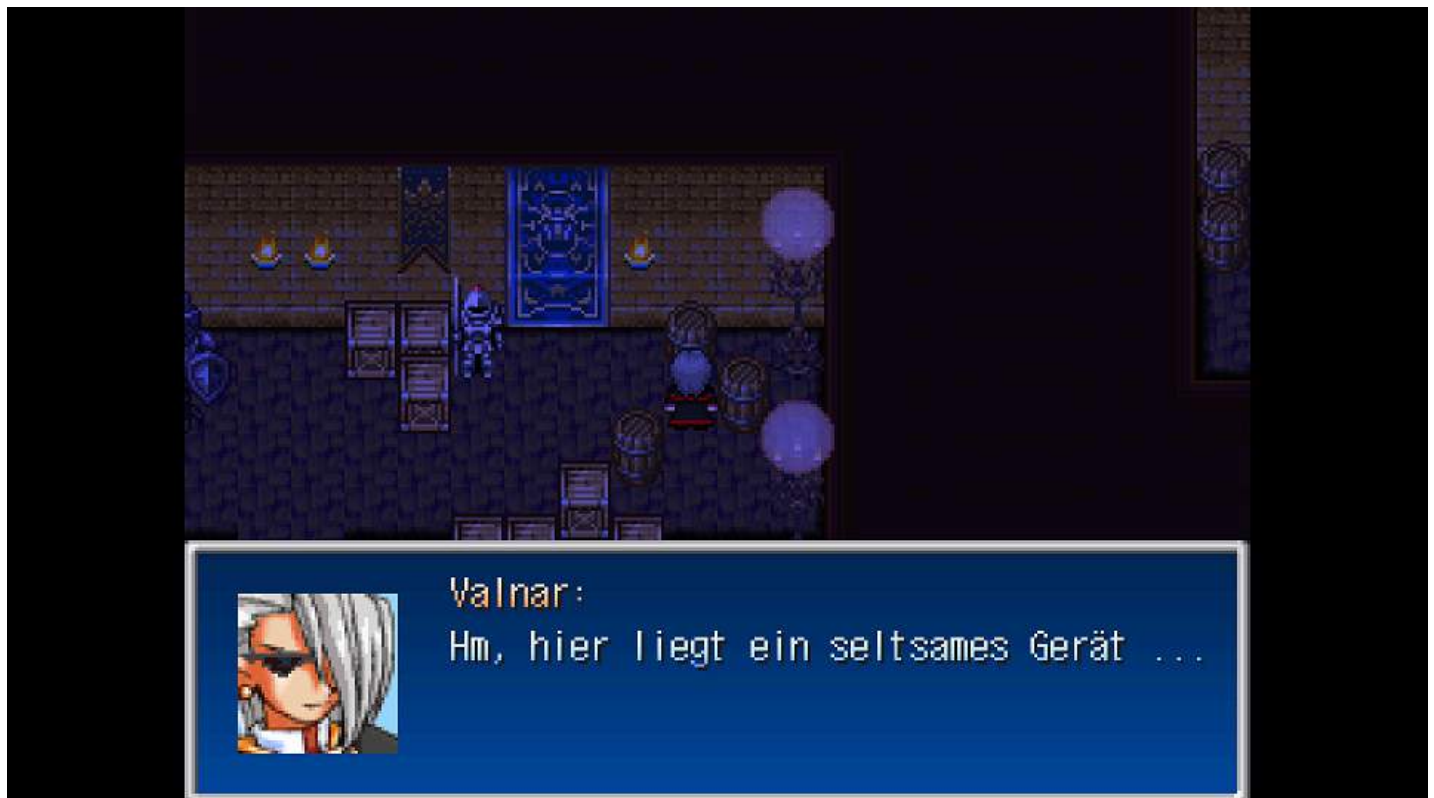 Valnar:
Hm, hier liegt ein seltsames Gerät ...